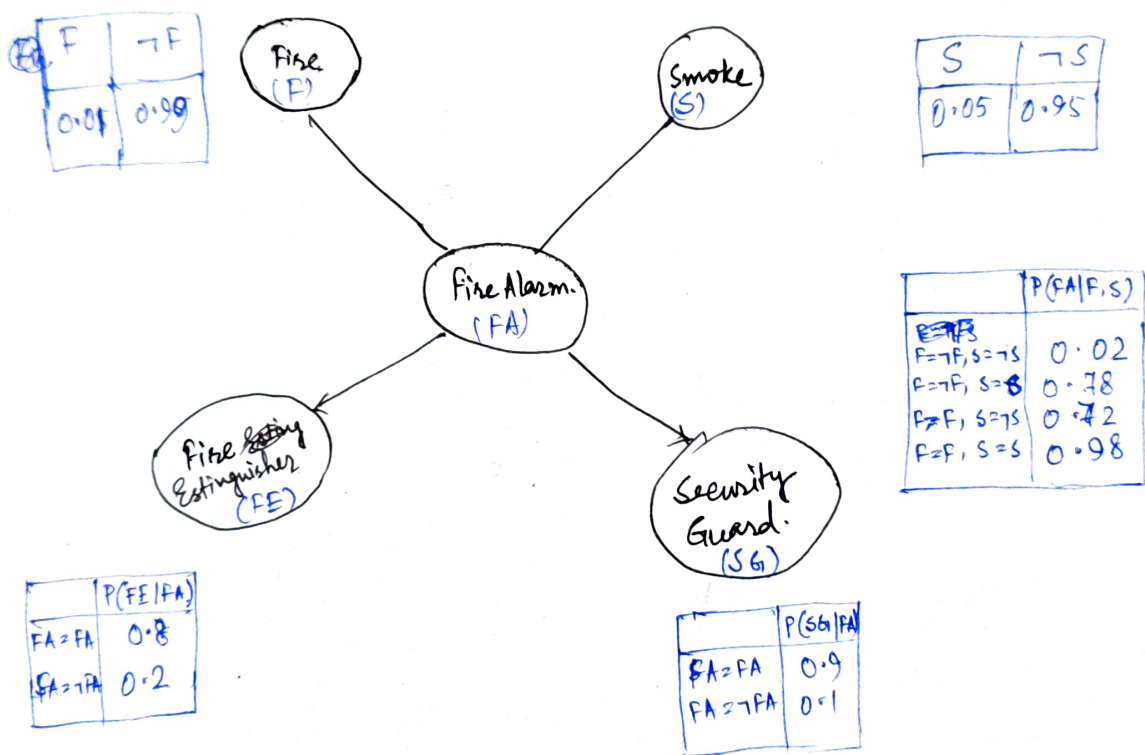 F ¬F
0.01 0.99
Fire
(F)
Smoke
(S)
S ¬S
0.05 0.95
Fire Alarm.
(FA)
P(FA|F,S)
F=¬F, S=¬S 0.02
F=¬F, S=S 0.78
F=F, S=¬S 0.72
F=F, S=S 0.98
Fire
Estinguisher
(FE)
Security
Guard.
(SG)
P(FE|FA)
FA=FA 0.8
FA=¬FA 0.2
P(SG|FA)
FA=FA 0.9
FA=¬FA 0.1